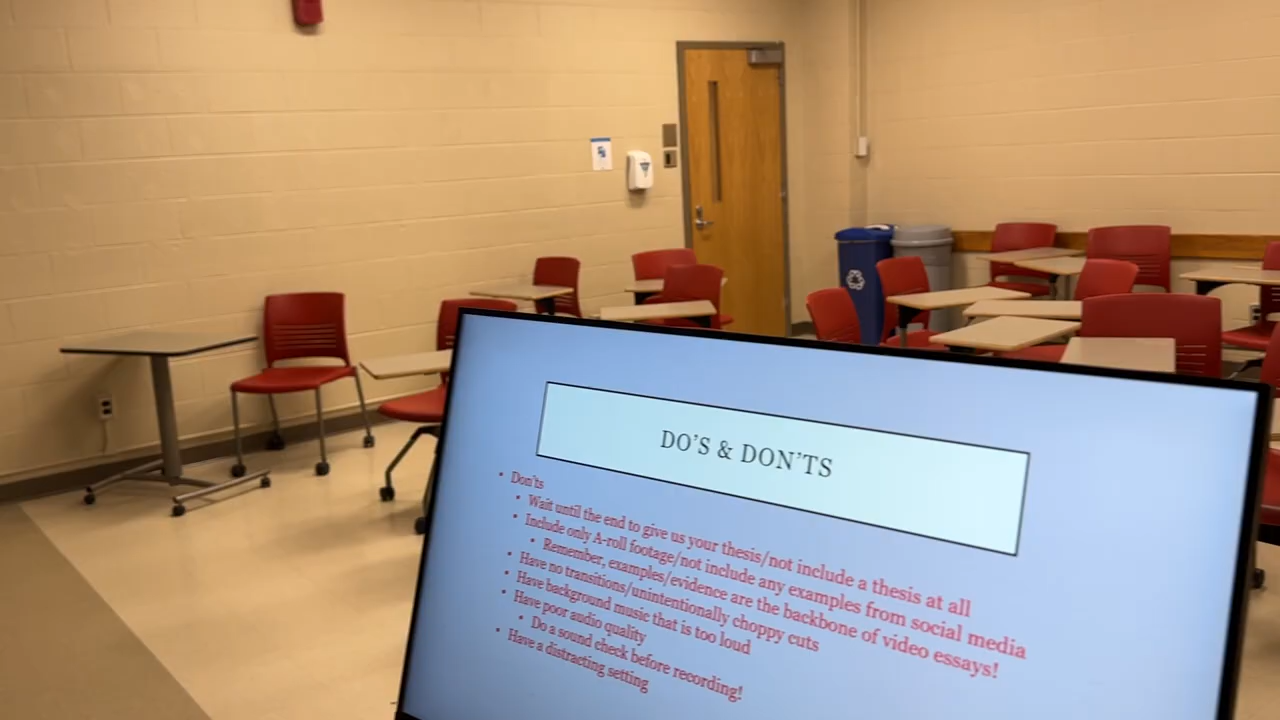 DO'S & DON'TS
Don'ts
Wait until the end to give us your thesis/not include a thesis at all
Include only A-roll footage/not include any examples from social media
Remember, examples/evidence are the backbone of video essays!
Have no transitions/unintentionally choppy cuts
Have background music that is too loud
Have poor audio quality
Do a sound check before recording!
Have a distracting setting